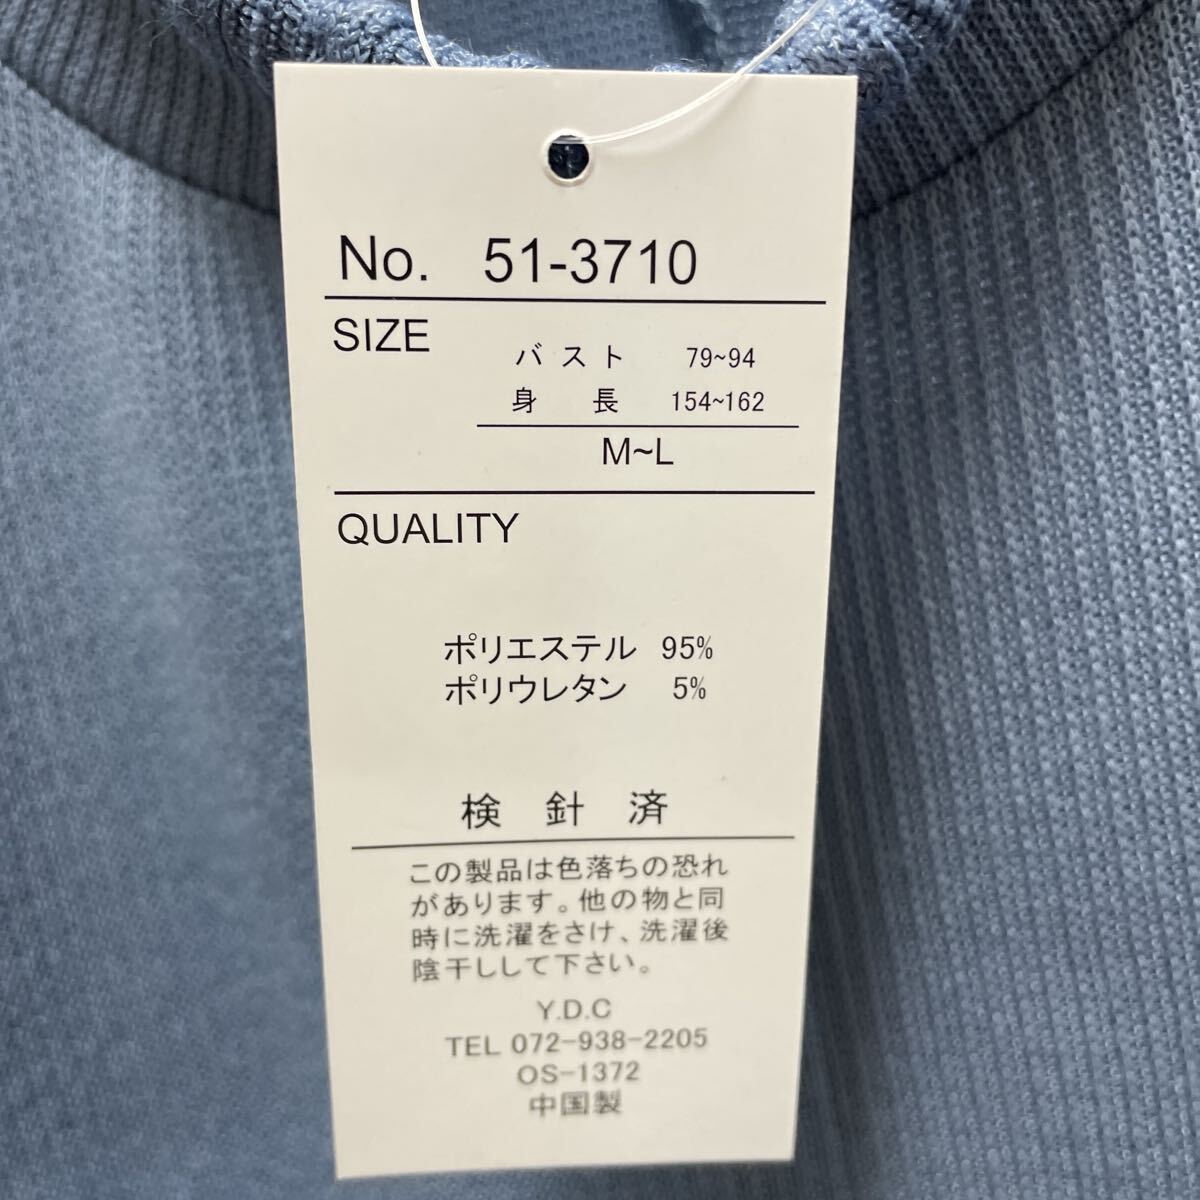 No. 51-3710
SIZE
バスト 79~94
身長 154~162
M~L
QUALITY
ポリエステル 95%
ポリウレタン 5%
検針済
この製品は色落ちの恐れ
があります。他の物と同
時に洗濯をさけ、洗濯後
陰干しして下さい。
Y.D.C
TEL 072-938-2205
OS-1372
中国製